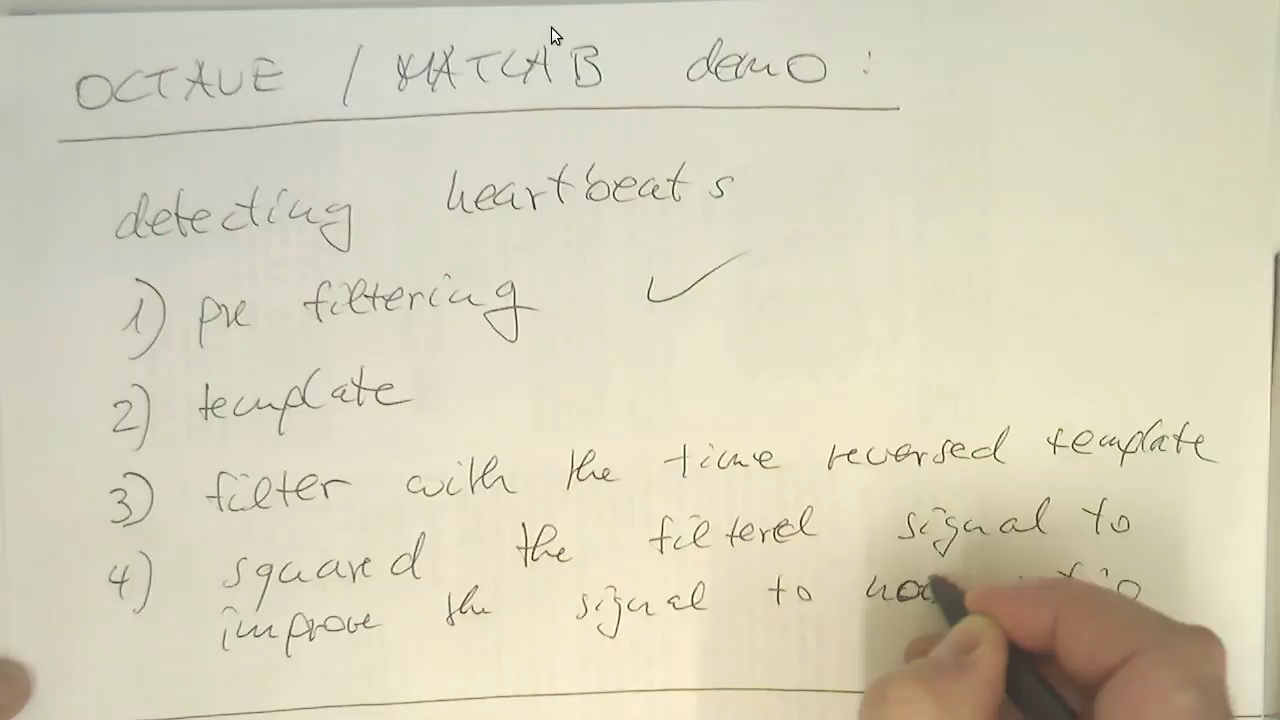 OCTAVE / MATLAB demo :
detecting heartbeats
1) pre filtering ✓
2) template
3) filter with the time reversed template
4) squared the filtered signal to
improve the signal to